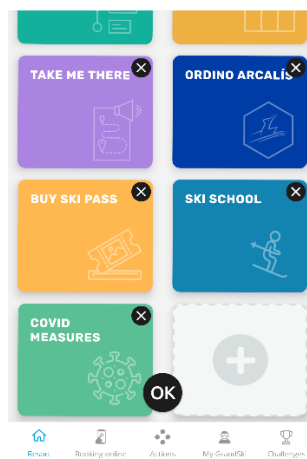 TAKE ME THERE
ORDINO ARCALÍS
BUY SKI PASS
SKI SCHOOL
COVID
MEASURES
OK
Resort
Booking online
Actions
My GrandSki
Challenges